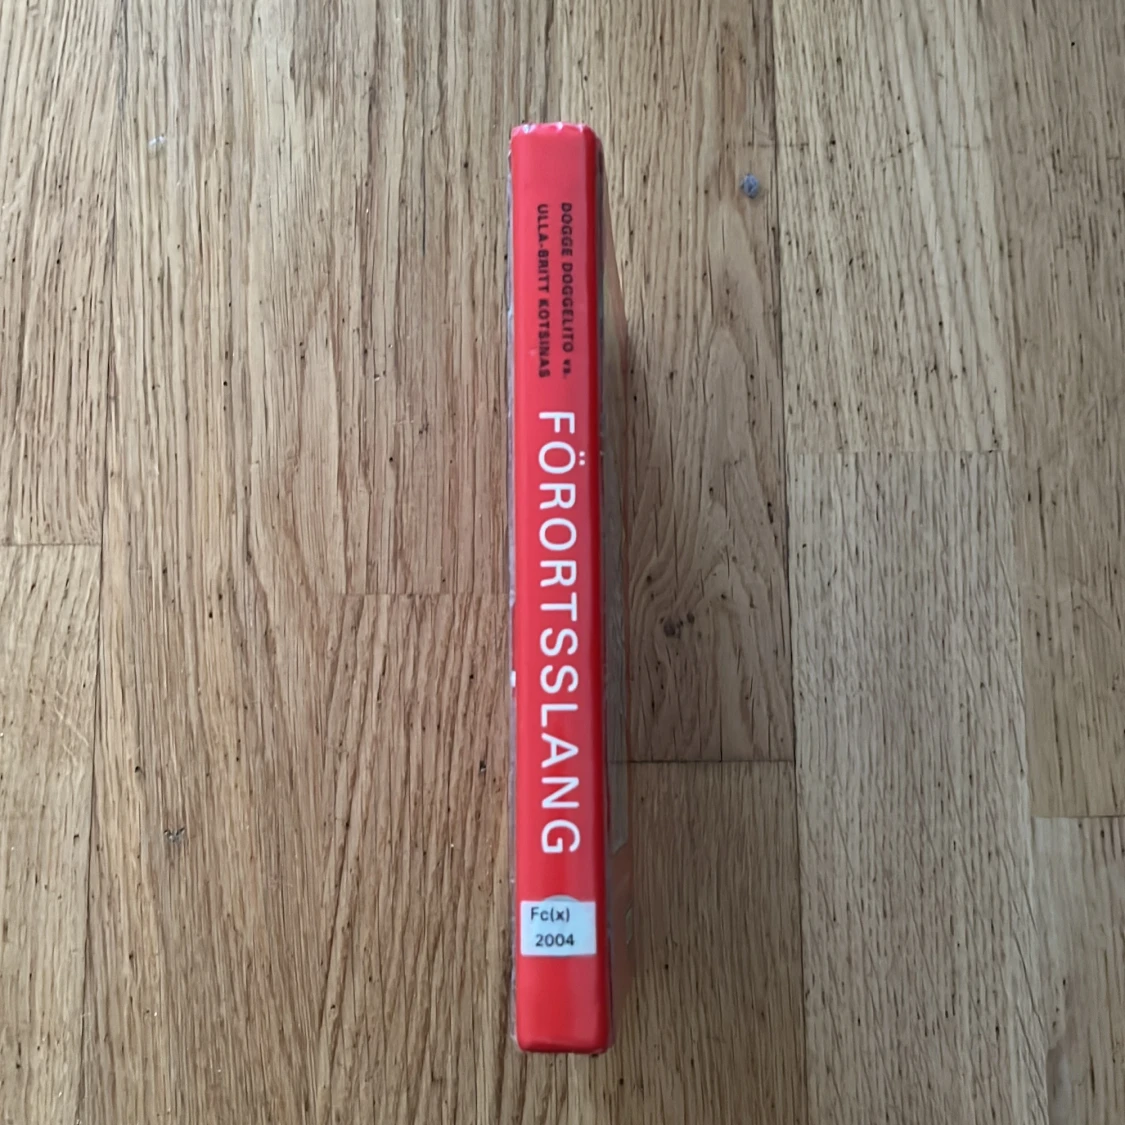 DOGGE DOGGELITO vs.
ULLA-BRITT KOTSINAS
FÖRORTSSLANG
Fc(x)
2004